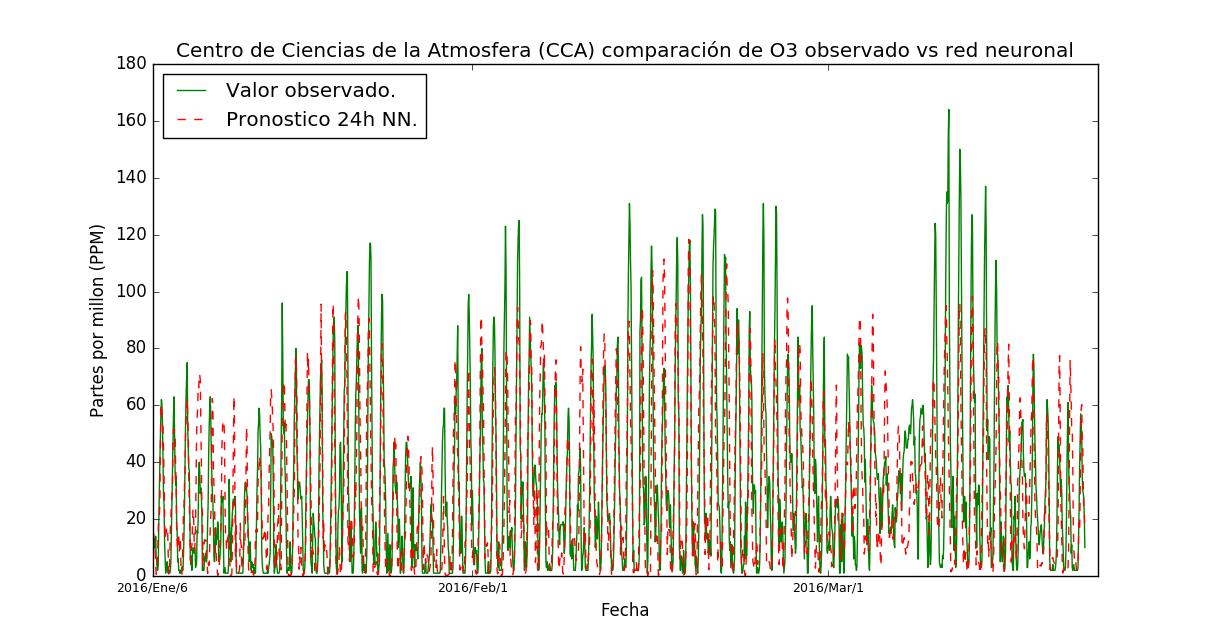 Centro de Ciencias de la Atmosfera (CCA) comparación de O3 observado vs red neuronal
180
160
140
120
100
80
60
40
20
0
Partes por millon (PPM)
Valor observado.
Pronostico 24h NN.
2016/Ene/6
2016/Feb/1
2016/Mar/1
Fecha